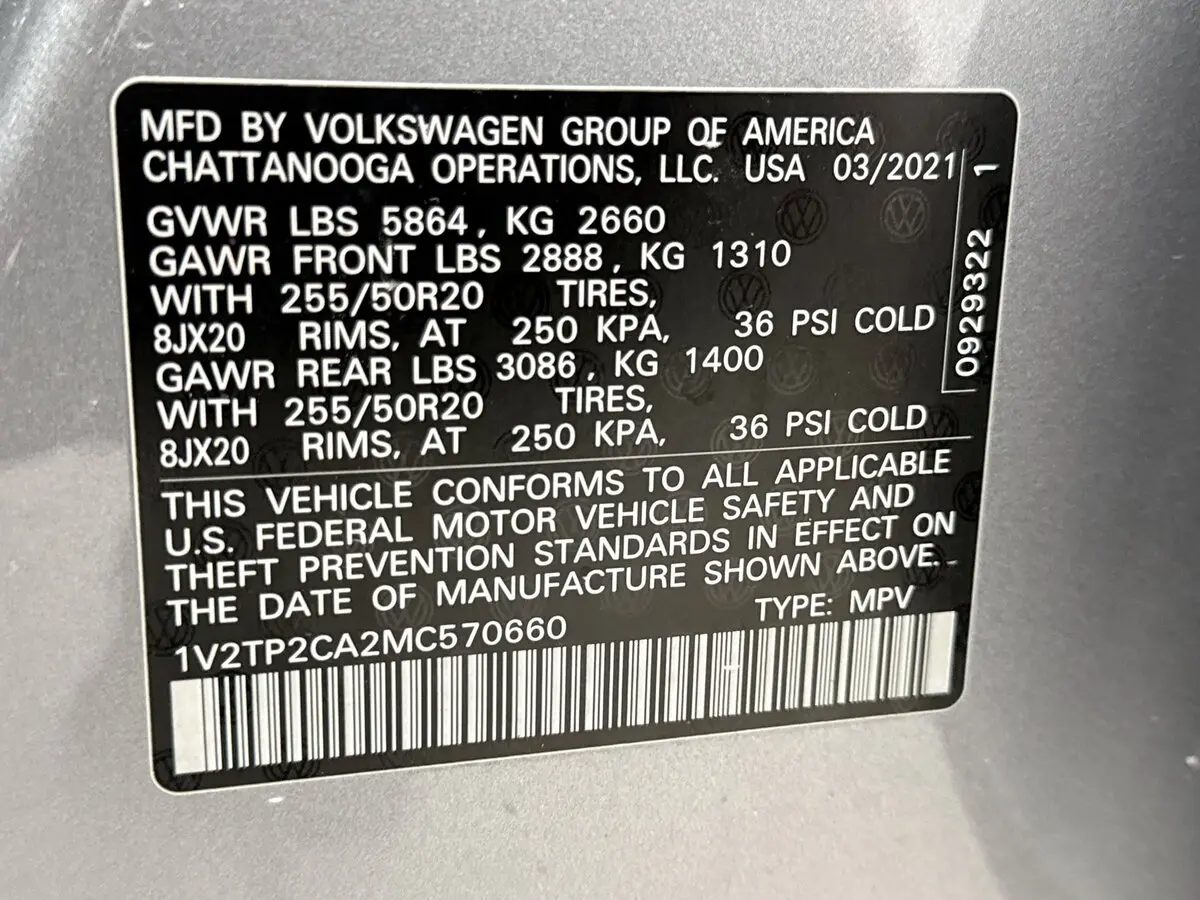 MFD BY VOLKSWAGEN GROUP OF AMERICA
CHATTANOOGA OPERATIONS, LLC. USA 03/2021
GVWR LBS 5864, KG 2660
GAWR FRONT LBS 2888, KG 1310
WITH 255/50R20 TIRES,
8JX20 RIMS, AT 250 KPA, 36 PSI COLD
GAWR REAR LBS 3086, KG 1400
WITH 255/50R20 TIRES,
8JX20 RIMS, AT 250 KPA, 36 PSI COLD
0929322 1
THIS VEHICLE CONFORMS TO ALL APPLICABLE
U.S. FEDERAL MOTOR VEHICLE SAFETY AND
THEFT PREVENTION STANDARDS IN EFFECT ON
THE DATE OF MANUFACTURE SHOWN ABOVE.
TYPE: MPV
1V2TP2CA2MC570660